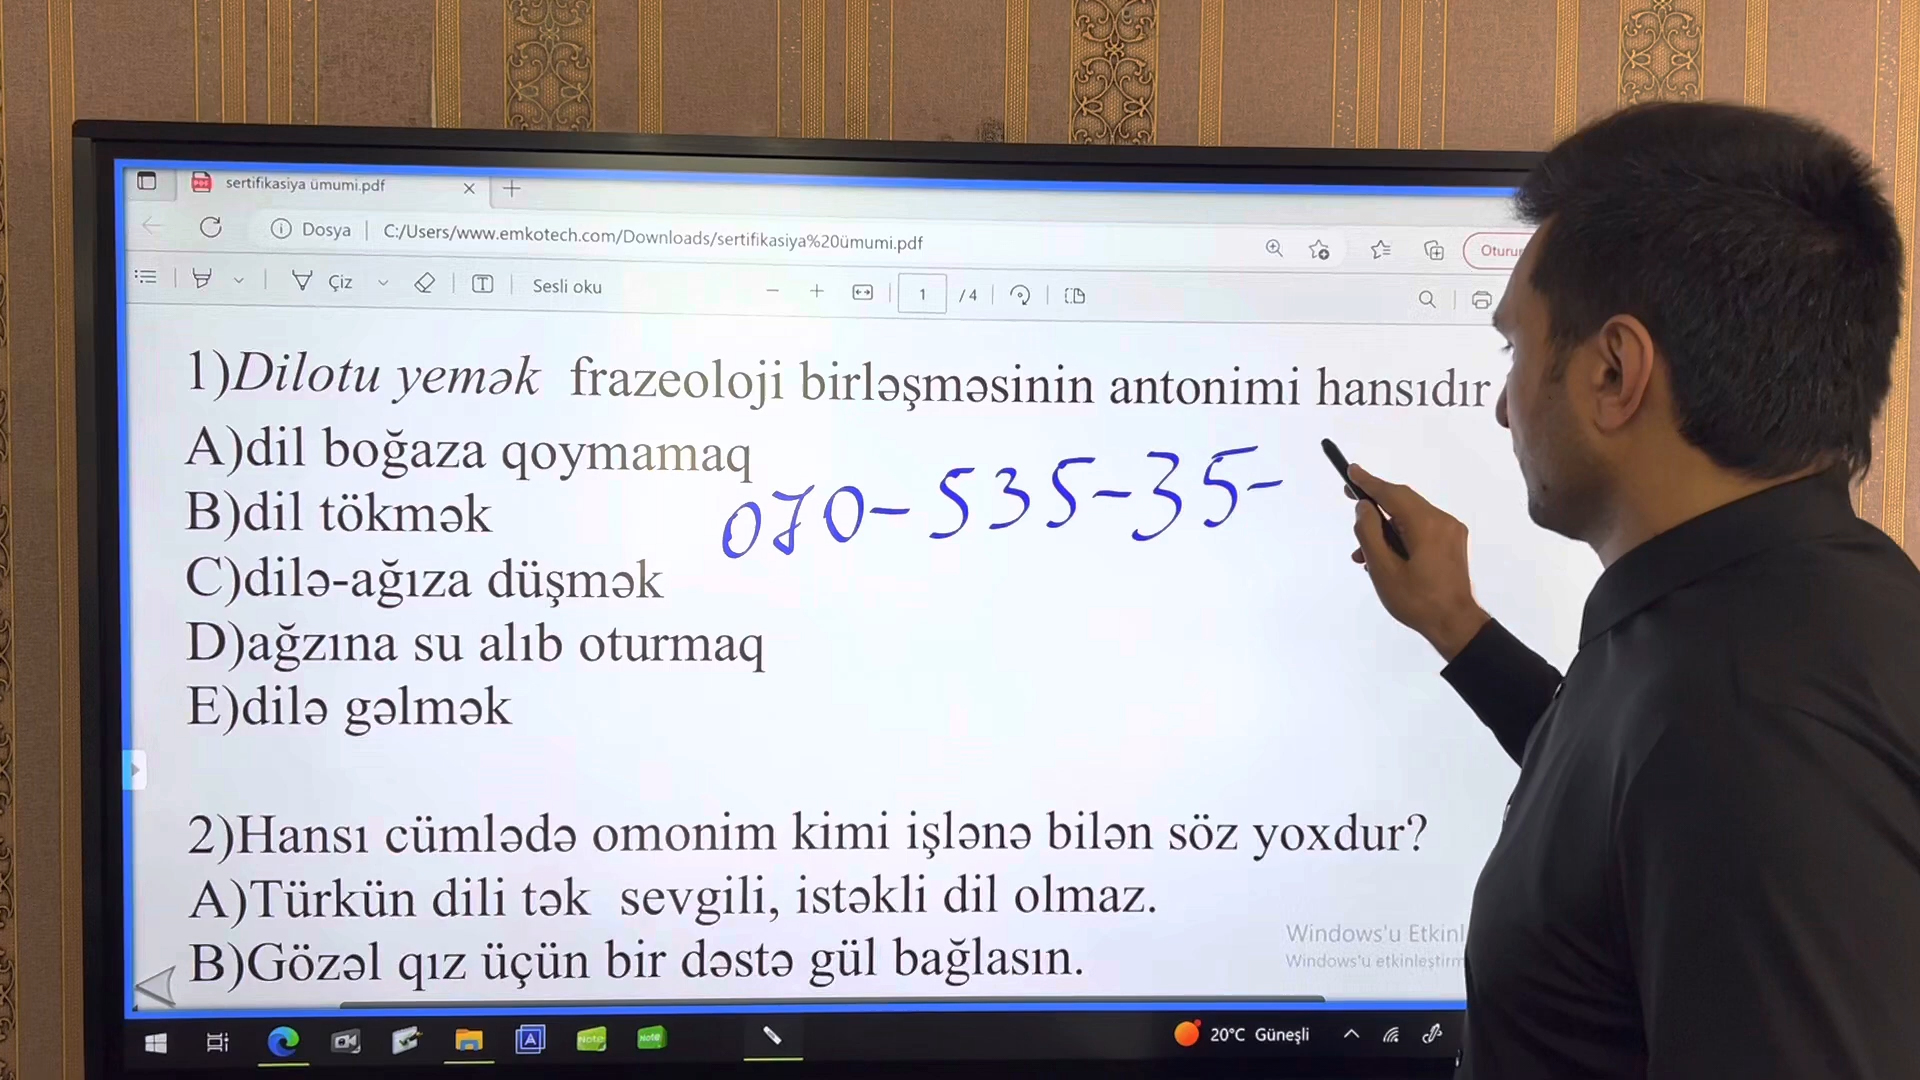 sertifikasiya ümumi.pdf
Dosya
C:/Users/www.emkotech.com/Downloads/sertifikasiya%20ümumi.pdf
Çiz
Sesli oku
1
/4
1)Dilotu yemək frazeoloji birləşməsinin antonimi hansıdır
A)dil boğaza qoymamaq
070-535-35-
B)dil tökmək
C)dilə-ağıza düşmək
D)ağzına su alıb oturmaq
E)dilə gəlmək
2)Hansı cümlədə omonim kimi işlənə bilən söz yoxdur?
A)Türkün dili tək sevgili, istəkli dil olmaz.
B)Gözəl qız üçün bir dəstə gül bağlasın.
Windows'u
Windows'u
Note
Note
20°C Güneşli